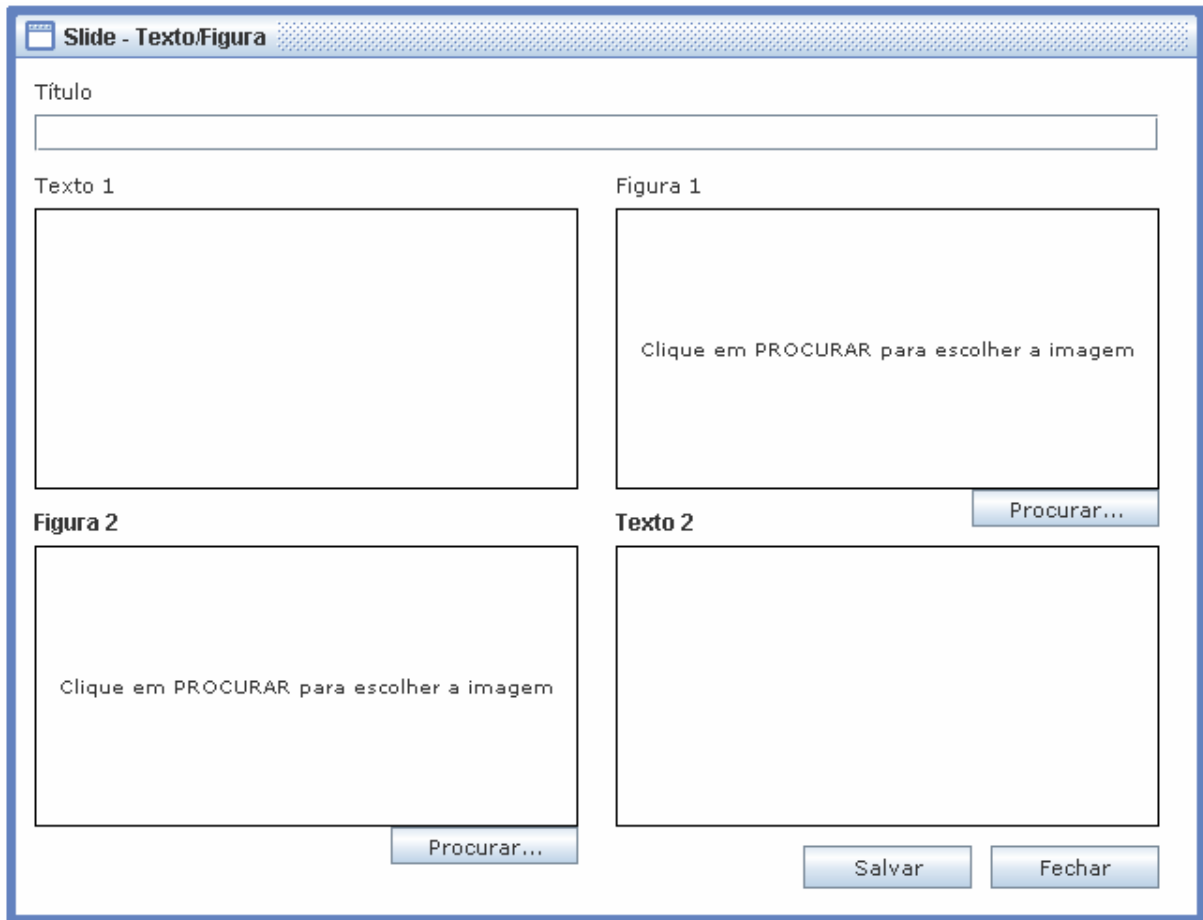 Slide - Texto/Figura
Título
Texto 1
Figura 1
Clique em PROCURAR para escolher a imagem
Procurar...
Figura 2
Texto 2
Clique em PROCURAR para escolher a imagem
Procurar...
Salvar
Fechar